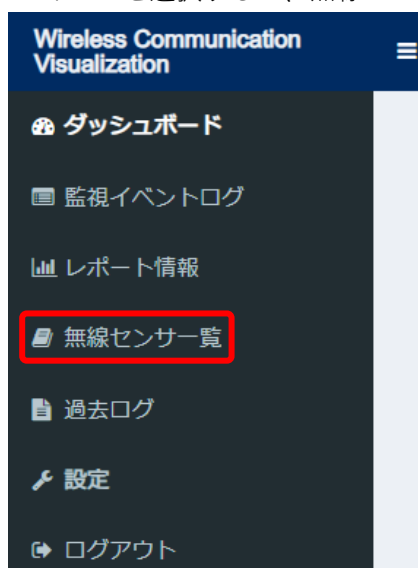 Wireless Communication
Visualization
ダッシュボード
監視イベントログ
レポート情報
無線センサ一覧
過去ログ
設定
ログアウト